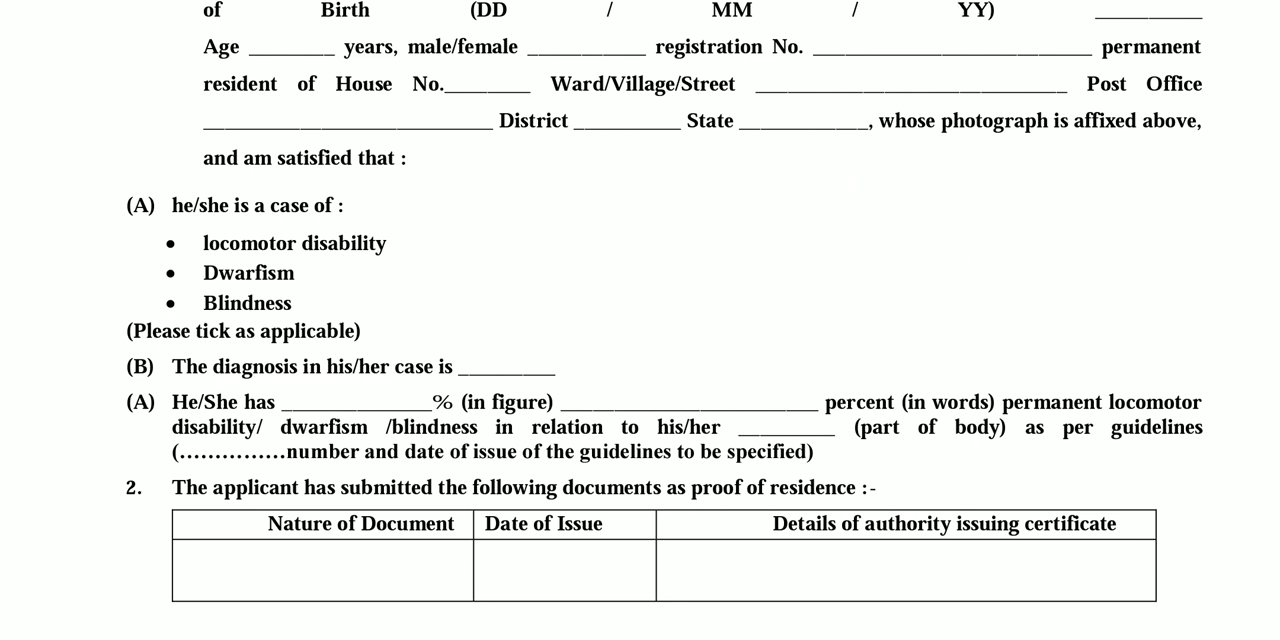 of Birth (DD / MM / YY) __________
Age ________ years, male/female ___________ registration No. __________________________ permanent
resident of House No.________ Ward/Village/Street _____________________________ Post Office
___________________________ District __________ State ____________, whose photograph is affixed above,
and am satisfied that :
(A) he/she is a case of :
• locomotor disability
• Dwarfism
• Blindness
(Please tick as applicable)
(B) The diagnosis in his/her case is _________
(A) He/She has ______________% (in figure) ________________________ percent (in words) permanent locomotor
disability/ dwarfism /blindness in relation to his/her _________ (part of body) as per guidelines
(……………number and date of issue of the guidelines to be specified)
2. The applicant has submitted the following documents as proof of residence :-
Nature of Document Date of Issue Details of authority issuing certificate